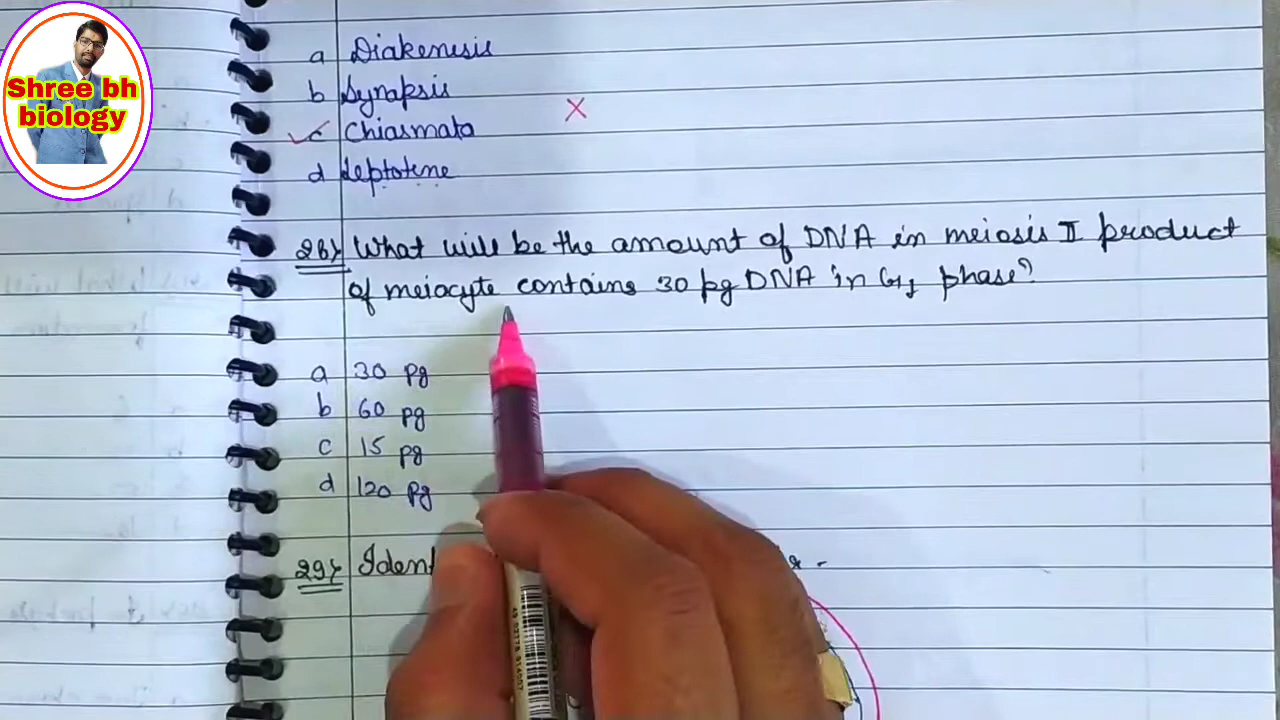 Shree bh
biology
a Diakenesis
b Synapsis
c Chiasmata
d Leptotene
28> What will be the amount of DNA in meiosis II product
of meiocyte contains 30 pg DNA in G1 phase?
a 30 pg
b 60 pg
c 15 pg
d 120 pg
29>